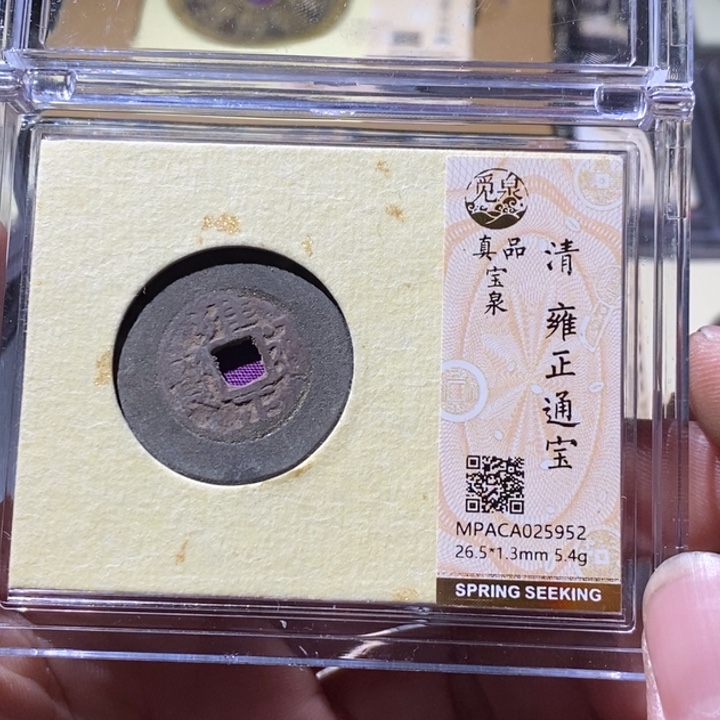 觅泉
真品
宝泉
清 雍正通宝
MPACA025952
26.5*1.3mm 5.4g
SPRING SEEKING